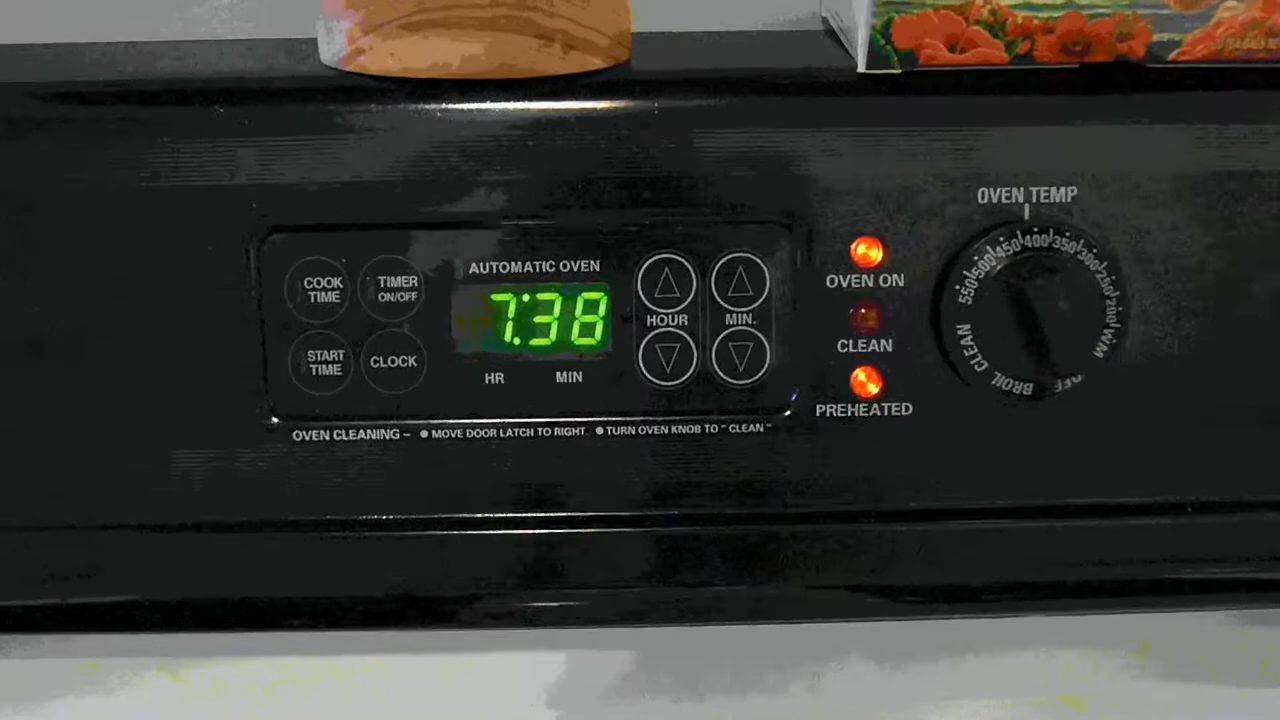 OVEN TEMP
COOK TIME
TIMER ON/OFF
START TIME
CLOCK
AUTOMATIC OVEN
7:38
HR MIN
HOUR
MIN.
OVEN ON
CLEAN
PREHEATED
OFF WM 200 250 300 350 400 450 500 550 CLEAN BROIL
OVEN CLEANING – ● MOVE DOOR LATCH TO RIGHT. ● TURN OVEN KNOB TO " CLEAN "